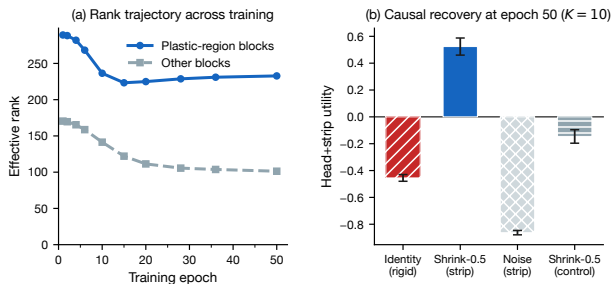 (a) Rank trajectory across training
Plastic-region blocks
Other blocks
Effective rank
250
200
150
100
50
0
0
10
20
30
40
50
Training epoch
(b) Causal recovery at epoch 50 (K = 10)
Head+strip utility
0.6
0.4
0.2
0.0
−0.2
−0.4
−0.6
−0.8
Identity
(rigid)
Shrink-0.5
(strip)
Noise
(strip)
Shrink-0.5
(control)